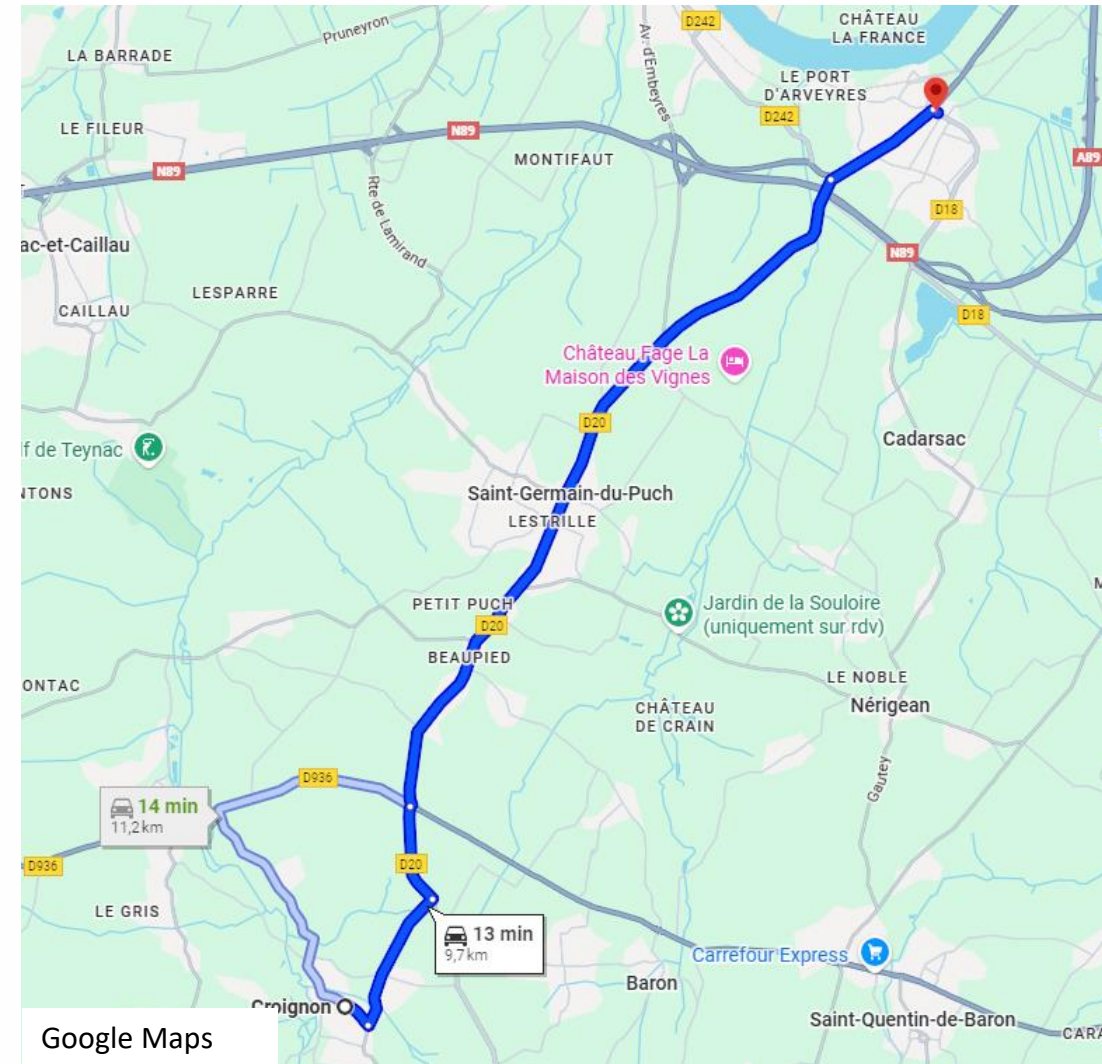 D242
CHÂTEAU
LA FRANCE
Pruneyron
LA BARRADE
Av. d'Embeyres
LE PORT
D'ARVEYRES
D242
LE FILEUR
N89
MONTIFAUT
N89
A89
Rte de Lamirand
D18
ac-et-Caillau
N89
LESPARRE
CAILLAU
D18
Château Fage La
Maison des Vignes
D20
f de Teynac
Cadarsac
NTONS
Saint-Germain-du-Puch
LESTRILLE
PETIT PUCH
Jardin de la Souloire
(uniquement sur rdv)
D20
BEAUPIED
ONTAC
LE NOBLE
Nérigean
CHÂTEAU
DE CRAIN
D936
Gautey
14 min
11,2 km
D936
D20
LE GRIS
13 min
9,7 km
Carrefour Express
Baron
Croignon
Saint-Quentin-de-Baron
CARA
Google Maps